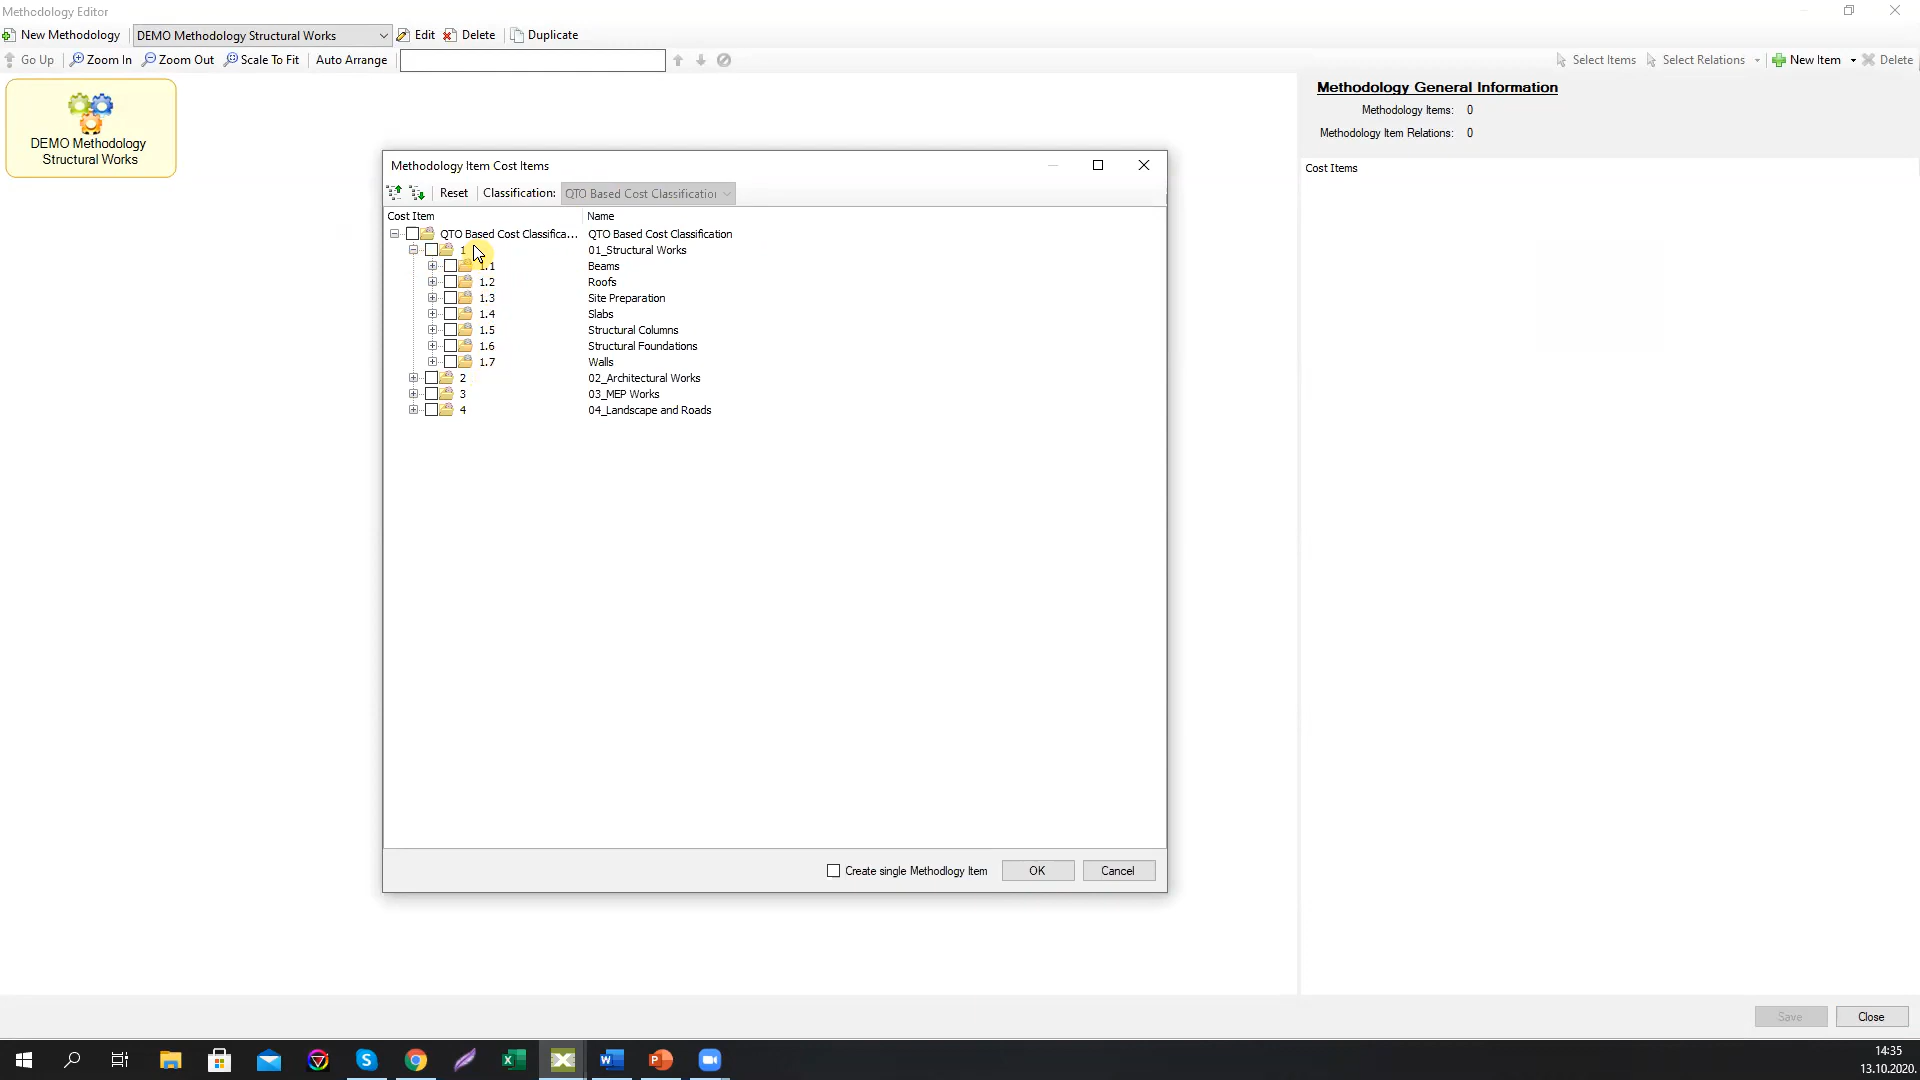 Methodology Editor
New Methodology DEMO Methodology Structural Works Edit Delete Duplicate
Go Up Zoom In Zoom Out Scale To Fit Auto Arrange Select Items Select Relations New Item Delete
DEMO Methodology
Structural Works
Methodology General Information
Methodology Items: 0
Methodology Item Relations: 0
Cost Items
Methodology Item Cost Items
Reset Classification: QTO Based Cost Classification
Cost Item Name
QTO Based Cost Classifica... QTO Based Cost Classification
1 01_Structural Works
1.1 Beams
1.2 Roofs
1.3 Site Preparation
1.4 Slabs
1.5 Structural Columns
1.6 Structural Foundations
1.7 Walls
2 02_Architectural Works
3 03_MEP Works
4 04_Landscape and Roads
Create single Methodlogy Item OK Cancel
Save Close
14:35
13.10.2020.